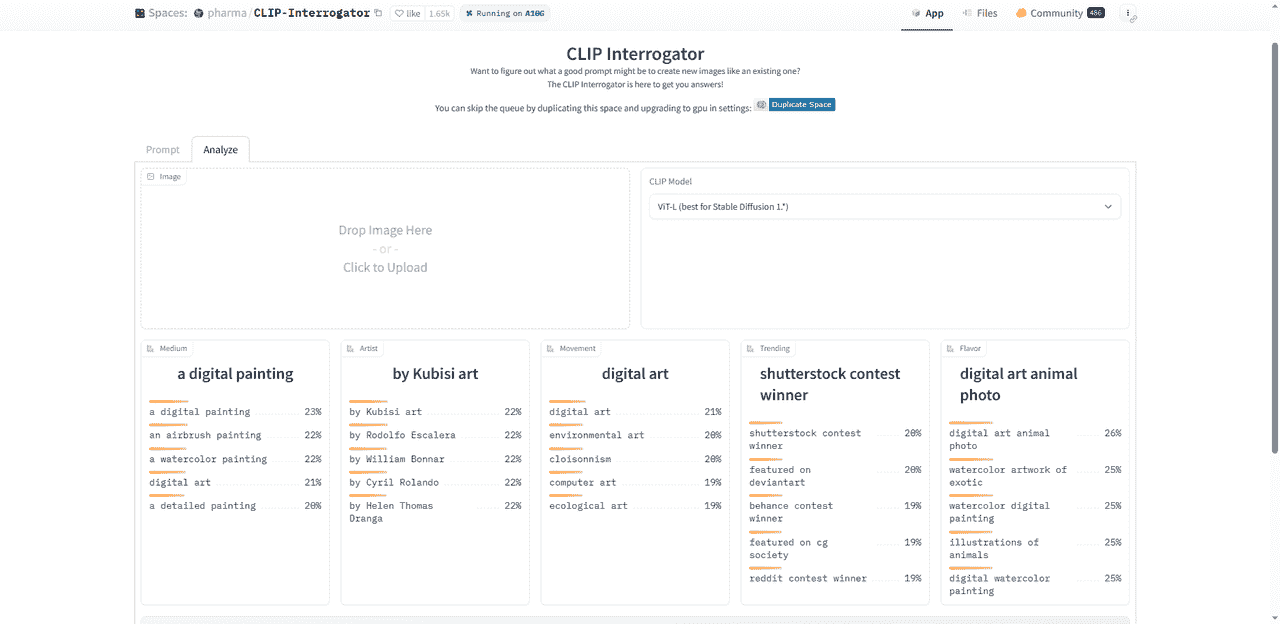 Spaces: pharma/CLIP-Interrogator like 1.65k Running on A10G
App Files Community 486
CLIP Interrogator
Want to figure out what a good prompt might be to create new images like an existing one?
The CLIP Interrogator is here to get you answers!
You can skip the queue by duplicating this space and upgrading to gpu in settings: Duplicate Space
Prompt Analyze
Image
Drop Image Here
- or -
Click to Upload
CLIP Model
ViT-L (best for Stable Diffusion 1.*)
Medium
a digital painting
a digital painting 23%
an airbrush painting 22%
a watercolor painting 22%
digital art 21%
a detailed painting 20%
Artist
by Kubisi art
by Kubisi art 22%
by Rodolfo Escalera 22%
by William Bonnar 22%
by Cyril Rolando 22%
by Helen Thomas 22%
Dranga
Movement
digital art
digital art 21%
environmental art 20%
cloisonnism 20%
computer art 19%
ecological art 19%
Trending
shutterstock contest
winner
shutterstock contest 20%
winner
featured on 20%
deviantart
behance contest 19%
winner
featured on cg 19%
society
reddit contest winner 19%
Flavor
digital art animal
photo
digital art animal 26%
photo
watercolor artwork of 25%
exotic
watercolor digital 25%
painting
illustrations of 25%
animals
digital watercolor 25%
painting